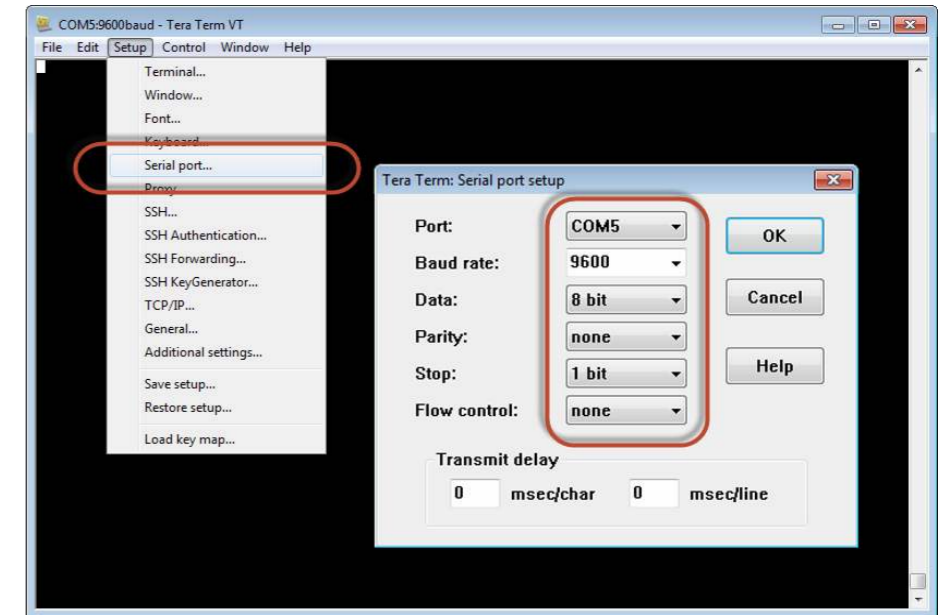 COM5:9600baud - Tera Term VT
File Edit Setup Control Window Help
Terminal...
Window...
Font...
Keyboard...
Serial port...
Proxy...
SSH...
SSH Authentication...
SSH Forwarding...
SSH KeyGenerator...
TCP/IP...
General...
Additional settings...
Save setup...
Restore setup...
Load key map...
Tera Term: Serial port setup
Port: COM5 OK
Baud rate: 9600
Data: 8 bit Cancel
Parity: none
Stop: 1 bit Help
Flow control: none
Transmit delay
0 msec/char 0 msec/line